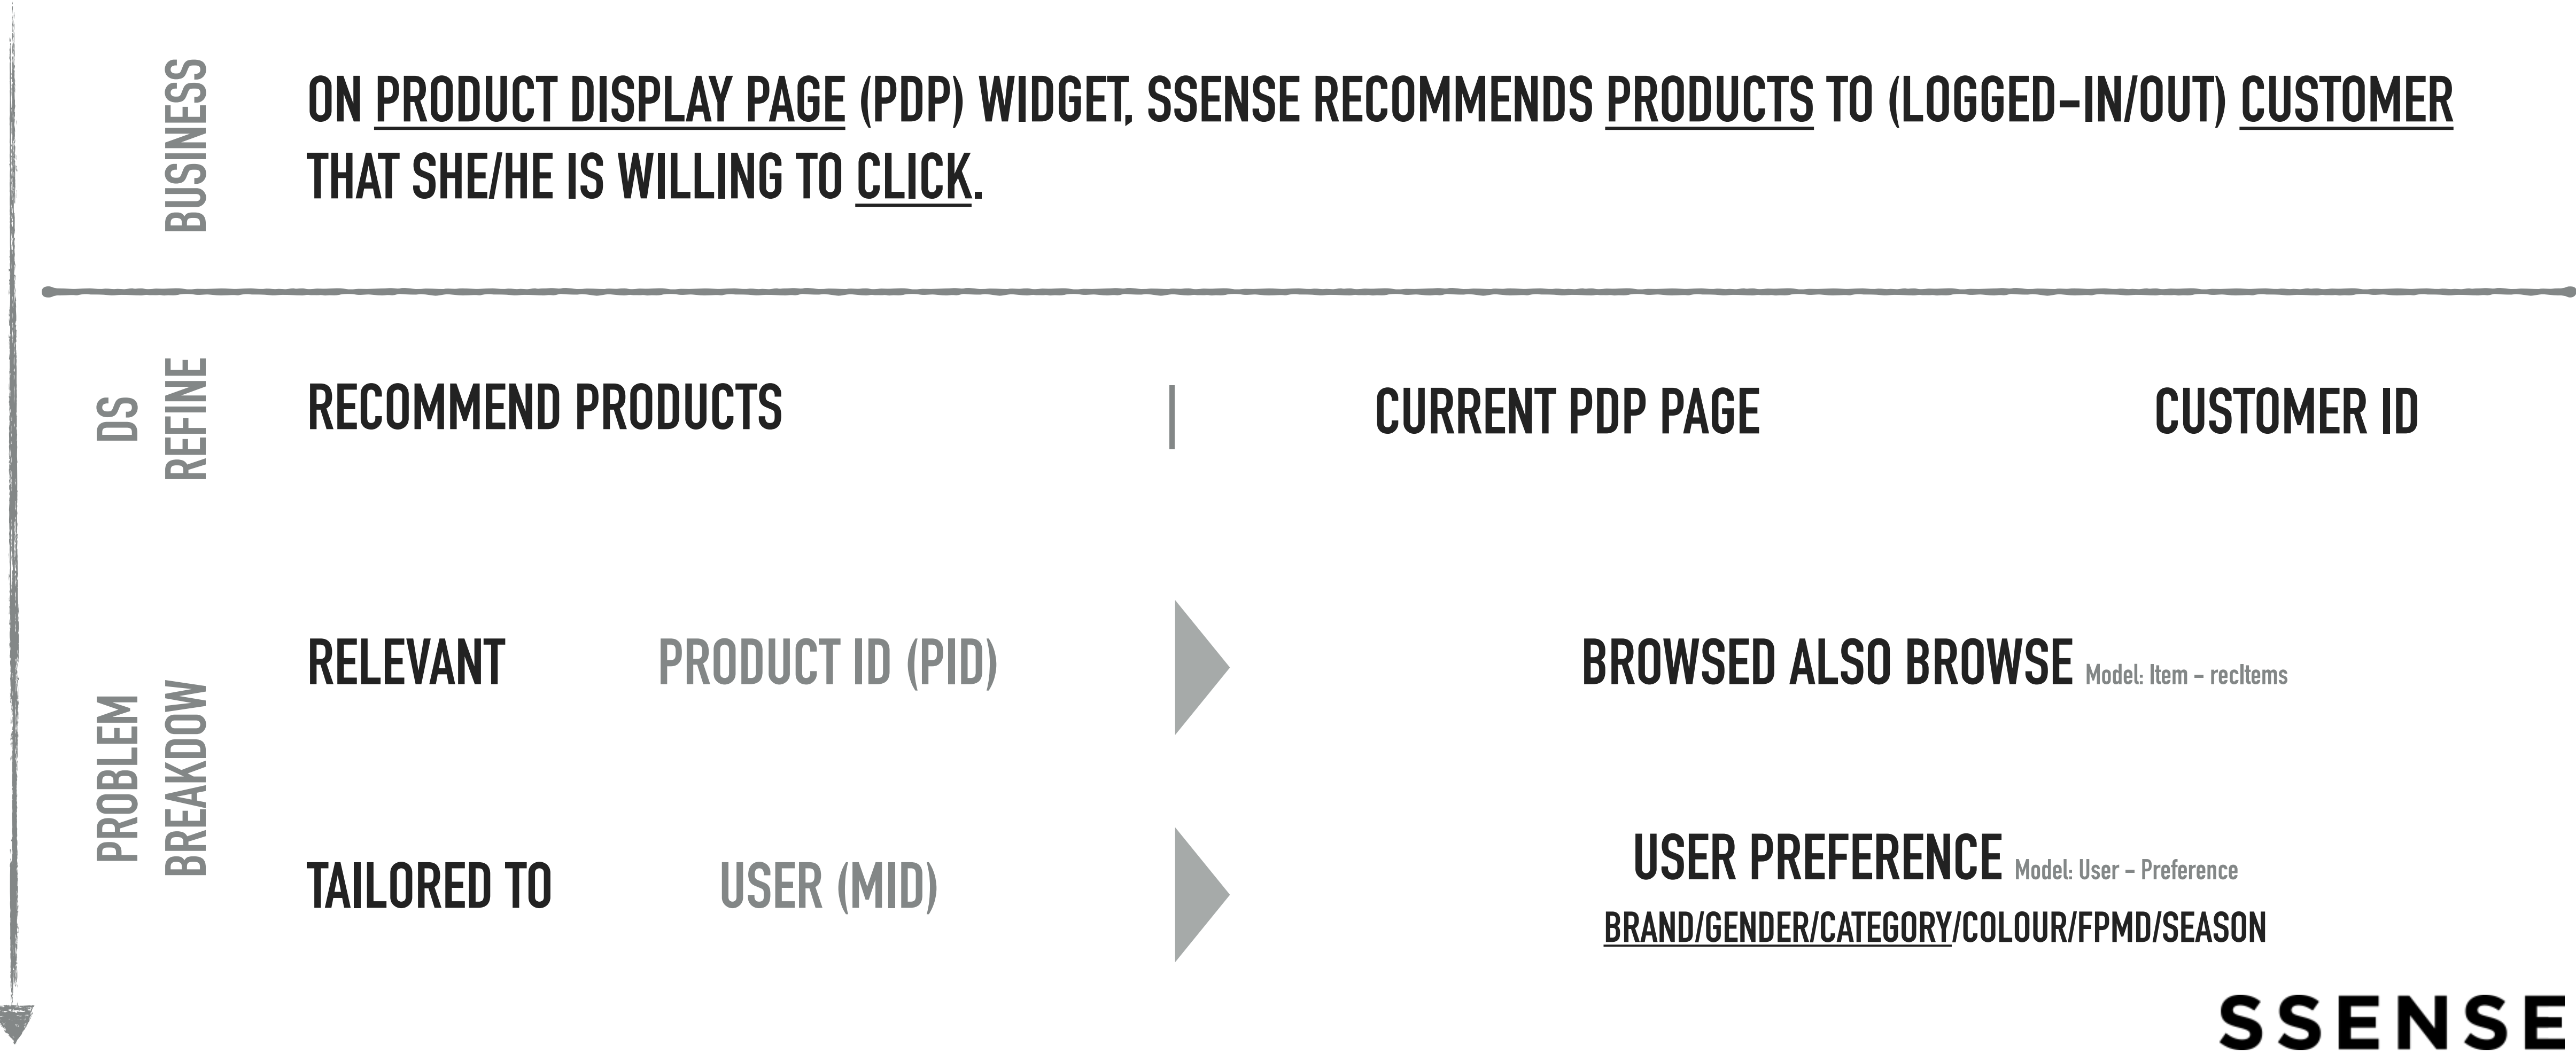 BUSINESS
ON PRODUCT DISPLAY PAGE (PDP) WIDGET, SSENSE RECOMMENDS PRODUCTS TO (LOGGED-IN/OUT) CUSTOMER
THAT SHE/HE IS WILLING TO CLICK.
DS
REFINE
RECOMMEND PRODUCTS | CURRENT PDP PAGE CUSTOMER ID
PROBLEM
BREAKDOW
RELEVANT PRODUCT ID (PID) BROWSED ALSO BROWSE Model: Item - recItems
TAILORED TO USER (MID) USER PREFERENCE Model: User - Preference
BRAND/GENDER/CATEGORY/COLOUR/FPMD/SEASON
SSENSE